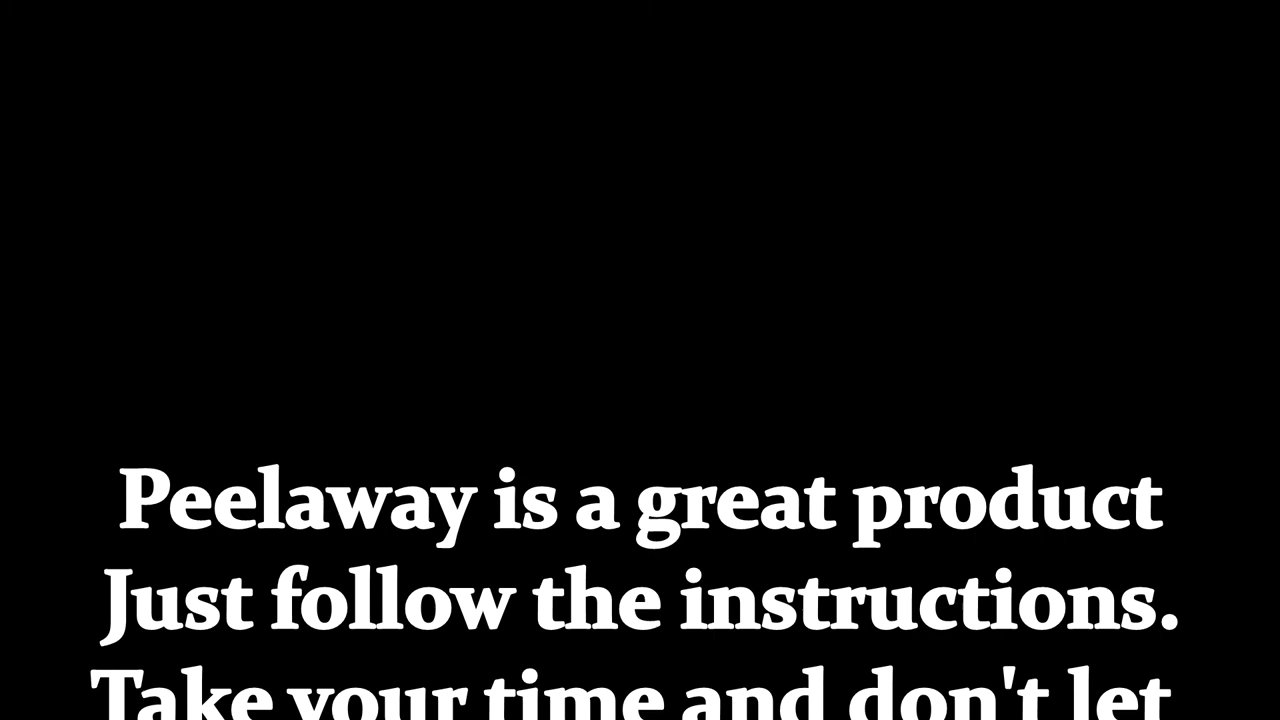 Peelaway is a great product
Just follow the instructions.
Take your time and don't let